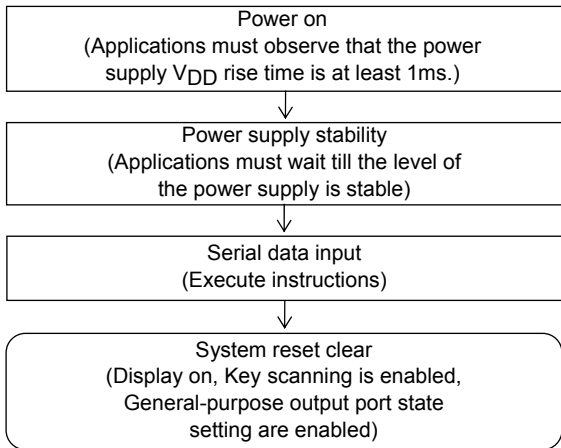 Power on
(Applications must observe that the power
supply VDD rise time is at least 1ms.)
Power supply stability
(Applications must wait till the level of
the power supply is stable)
Serial data input
(Execute instructions)
System reset clear
(Display on, Key scanning is enabled,
General-purpose output port state
setting are enabled)